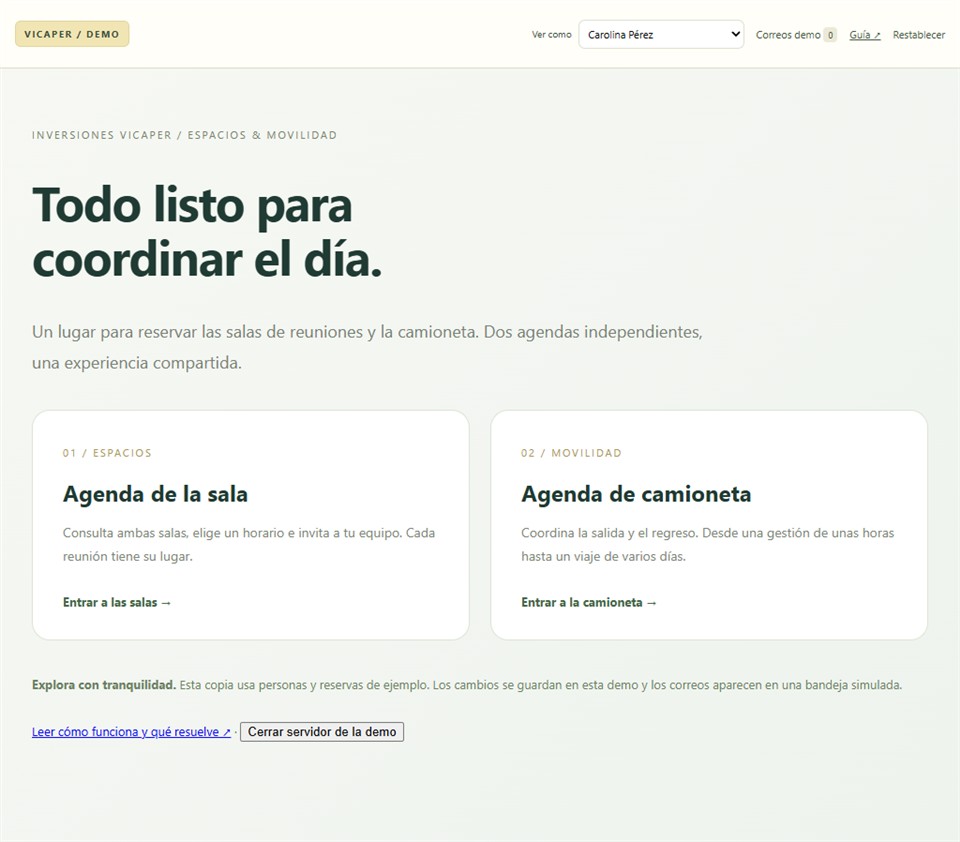 VICAPER / DEMO
Ver como Carolina Pérez Correos demo 0 Guía ↗ Restablecer
INVERSIONES VICAPER / ESPACIOS & MOVILIDAD
Todo listo para
coordinar el día.
Un lugar para reservar las salas de reuniones y la camioneta. Dos agendas independientes,
una experiencia compartida.
01 / ESPACIOS
Agenda de la sala
Consulta ambas salas, elige un horario e invita a tu equipo. Cada
reunión tiene su lugar.
Entrar a las salas →
02 / MOVILIDAD
Agenda de camioneta
Coordina la salida y el regreso. Desde una gestión de unas horas
hasta un viaje de varios días.
Entrar a la camioneta →
Explora con tranquilidad. Esta copia usa personas y reservas de ejemplo. Los cambios se guardan en esta demo y los correos aparecen en una bandeja simulada.
Leer cómo funciona y qué resuelve ↗ · Cerrar servidor de la demo